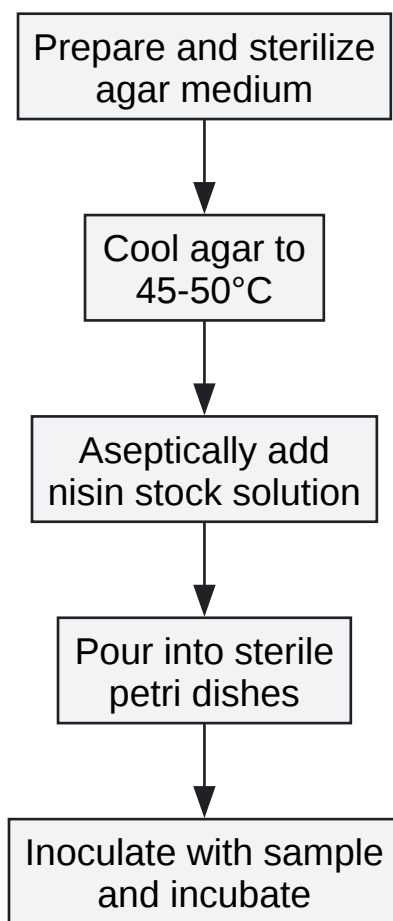 Prepare and sterilize
agar medium
Cool agar to
45-50°C
Aseptically add
nisin stock solution
Pour into sterile
petri dishes
Inoculate with sample
and incubate